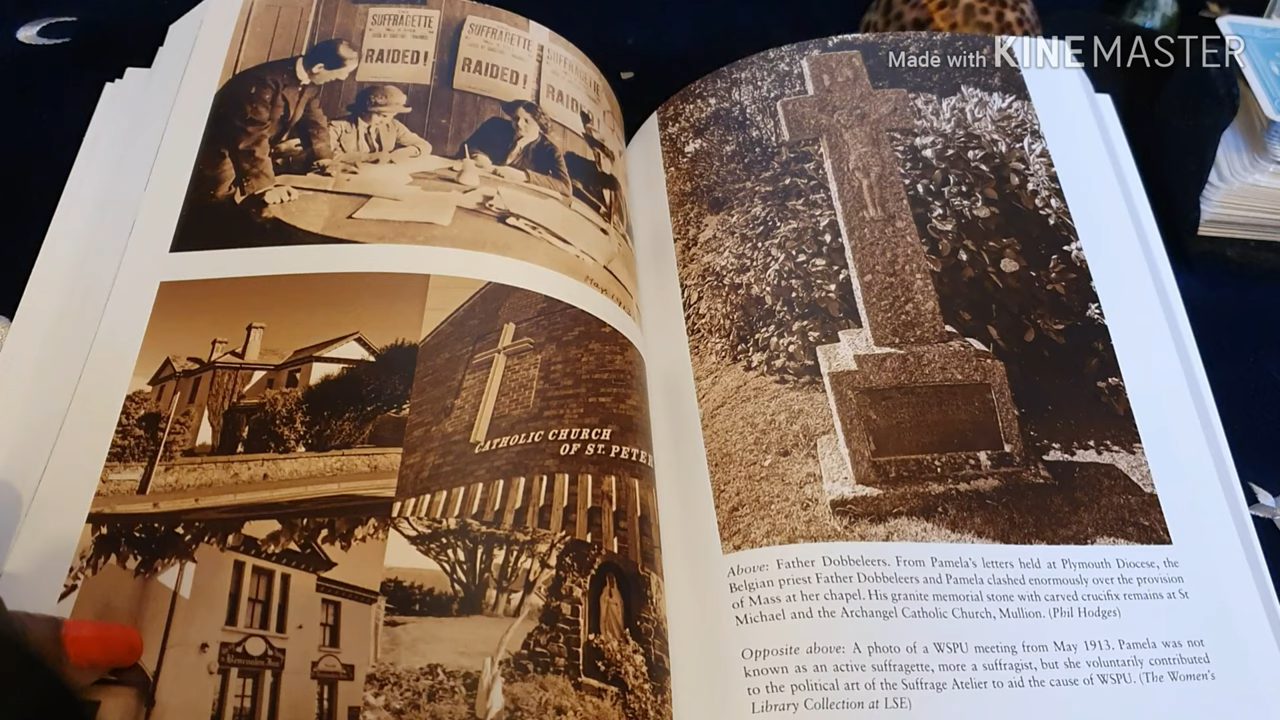 Made with KINEMASTER
SUFFRAGETTE
RAIDED!
SUFFRAGETTE
RAIDED!
SUFFRAGETTE
CATHOLIC CHURCH
OF ST. PETE
Above: Father Dobbeleers. From Pamela's letters held at Plymouth Diocese, the
Belgian priest Father Dobbeleers and Pamela clashed enormously over the provision
of Mass at her chapel. His granite memorial stone with carved crucifix remains at St
Michael and the Archangel Catholic Church, Mullion. (Phil Hodges)
Opposite above: A photo of a WSPU meeting from May 1913. Pamela was not
known as an active suffragette, more a suffragist, but she voluntarily contributed
to the political art of the Suffrage Atelier to aid the cause of WSPU. (The Women's
Library Collection at LSE)